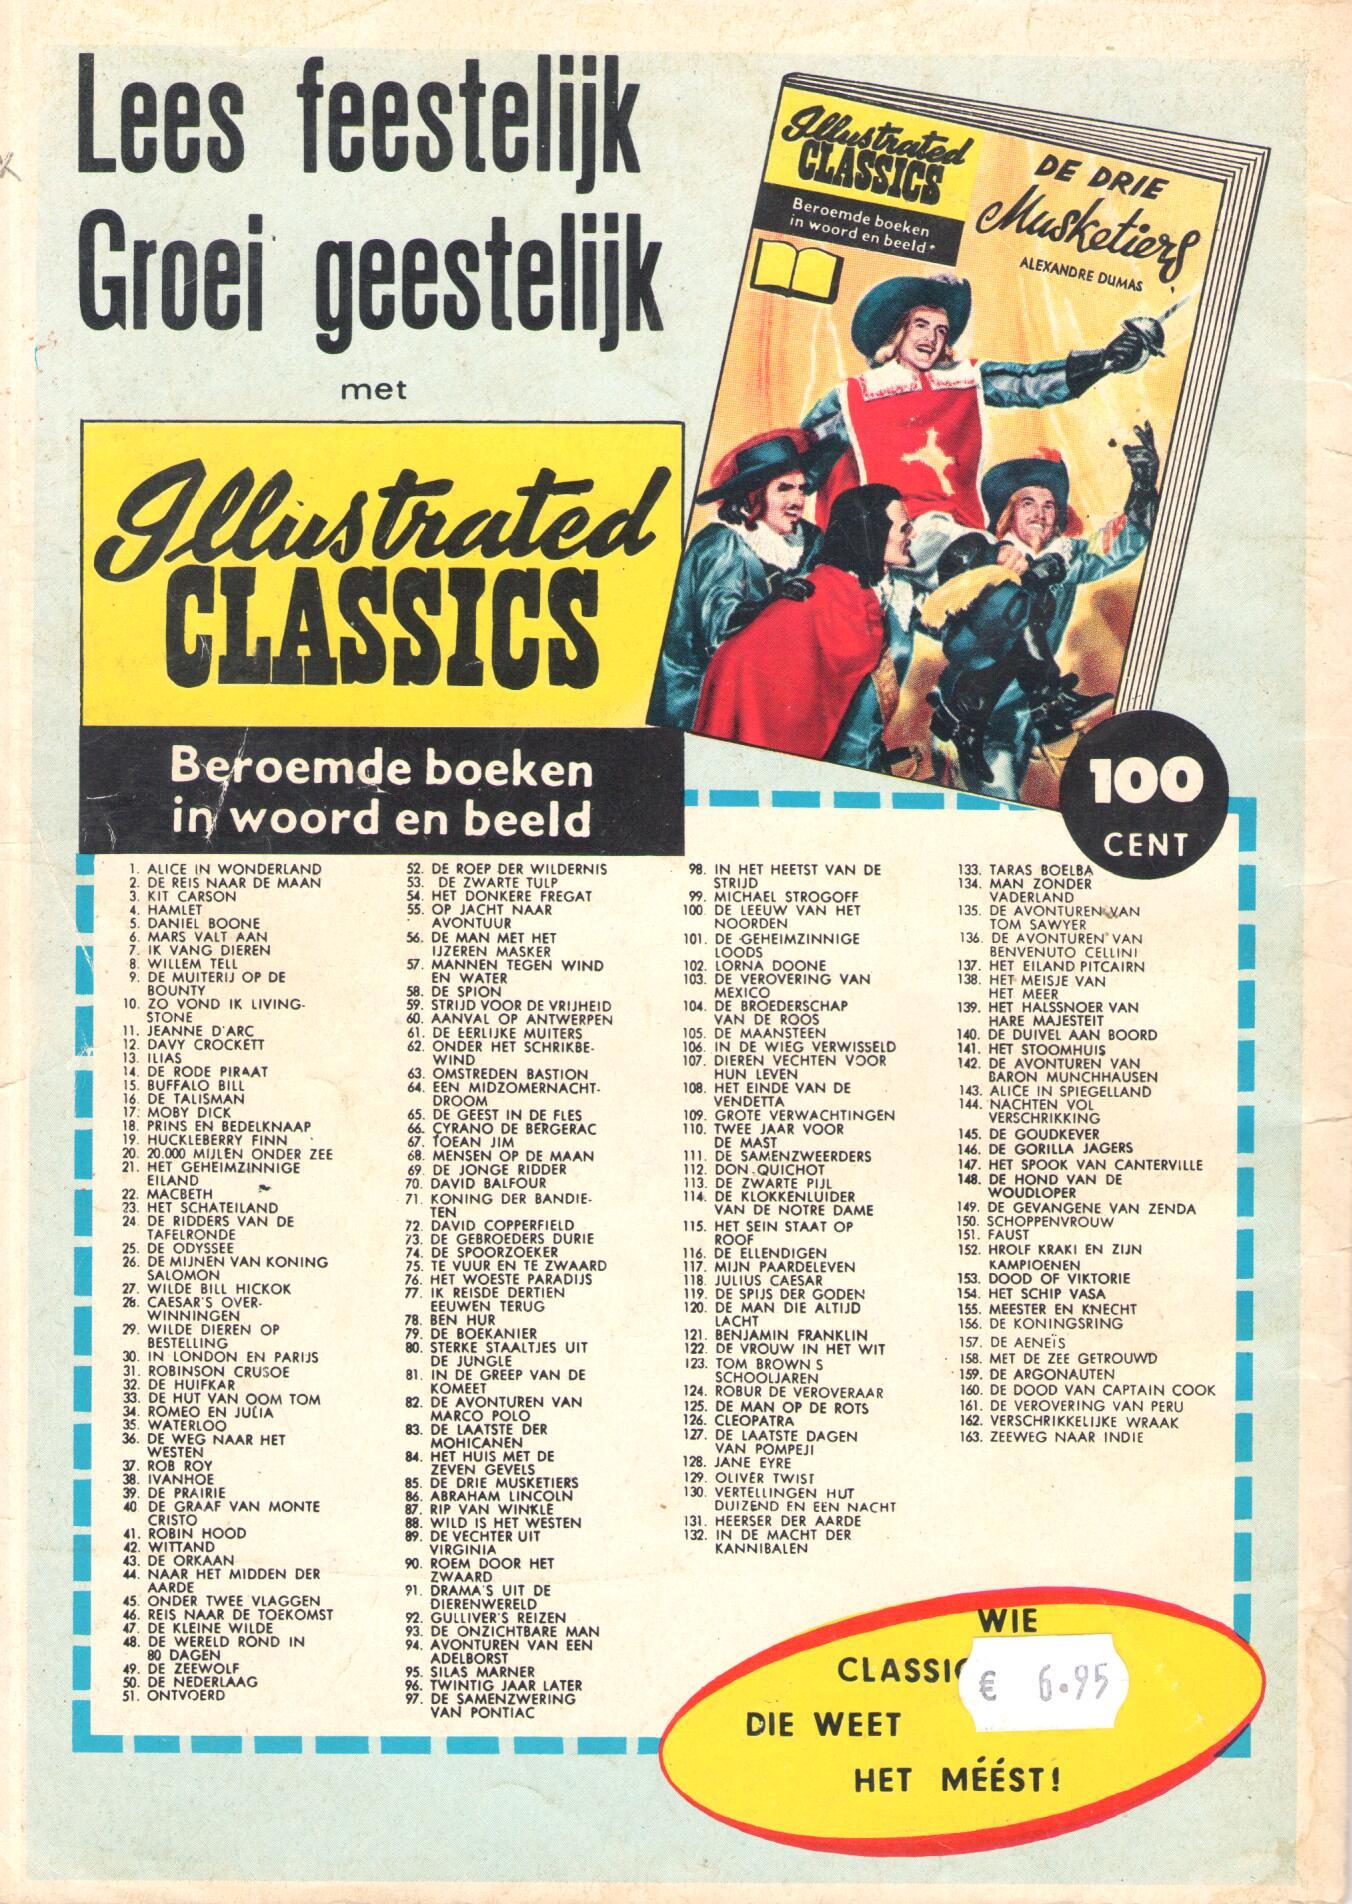 Lees feestelijk
Groei geestelijk
met
Illustrated
CLASSICS
Beroemde boeken
in woord en beeld
Illustrated
CLASSICS
Beroemde boeken
in woord en beeld
DE DRIE
Musketiers
ALEXANDRE DUMAS
100
CENT
1. ALICE IN WONDERLAND
2. DE REIS NAAR DE MAAN
3. KIT CARSON
4. HAMLET
5. DANIEL BOONE
6. MARS VALT AAN
7. IK VANG DIEREN
8. WILLEM TELL
9. DE MUITERIJ OP DE
BOUNTY
10. ZO VOND IK LIVING-
STONE
11. JEANNE D'ARC
12. DAVY CROCKETT
13. ILIAS
14. DE RODE PIRAAT
15. BUFFALO BILL
16. DE TALISMAN
17. MOBY DICK
18. PRINS EN BEDELKNAAP
19. HUCKLEBERRY FINN
20. 20.000 MIJLEN ONDER ZEE
21. HET GEHEIMZINNIGE
EILAND
22. MACBETH
23. HET SCHATEILAND
24. DE RIDDERS VAN DE
TAFELRONDE
25. DE ODYSSEE
26. DE MIJNEN VAN KONING
SALOMON
27. WILDE BILL HICKOK
28. CAESAR'S OVER-
WINNINGEN
29. WILDE DIEREN OP
BESTELLING
30. IN LONDON EN PARIJS
31. ROBINSON CRUSOE
32. DE HUIFKAR
33. DE HUT VAN OOM TOM
34. ROMEO EN JULIA
35. WATERLOO
36. DE WEG NAAR HET
WESTEN
37. ROB ROY
38. IVANHOE
39. DE PRAIRIE
40 DE GRAAF VAN MONTE
CRISTO
41. ROBIN HOOD
42. WITTAND
43. DE ORKAAN
44. NAAR HET MIDDEN DER
AARDE
45. ONDER TWEE VLAGGEN
46. REIS NAAR DE TOEKOMST
47. DE KLEINE WILDE
48. DE WERELD ROND IN
80 DAGEN
49. DE ZEEWOLF
50. DE NEDERLAAG
51. ONTVOERD
52. DE ROEP DER WILDERNIS
53. DE ZWARTE TULP
54. HET DONKERE FREGAT
55. OP JACHT NAAR
AVONTUUR
56. DE MAN MET HET
IJZEREN MASKER
57. MANNEN TEGEN WIND
EN WATER
58. DE SPION
59. STRIJD VOOR DE VRIJHEID
60. AANVAL OP ANTWERPEN
61. DE EERLIJKE MUITERS
62. ONDER HET SCHRIKBE-
WIND
63. OMSTREDEN BASTION
64. EEN MIDZOMERNACHT-
DROOM
65. DE GEEST IN DE FLES
66. CYRANO DE BERGERAC
67. TOEAN JIM
68. MENSEN OP DE MAAN
69. DE JONGE RIDDER
70. DAVID BALFOUR
71. KONING DER BANDIE-
TEN
72. DAVID COPPERFIELD
73. DE GEBROEDERS DURIE
74. DE SPOORZOEKER
75. TE VUUR EN TE ZWAARD
76. HET WOESTE PARADIJS
77. IK REISDE DERTIEN
EEUWEN TERUG
78. BEN HUR
79. DE BOEKANIER
80. STERKE STAALTJES UIT
DE JUNGLE
81. IN DE GREEP VAN DE
KOMEET
82. DE AVONTUREN VAN
MARCO POLO
83. DE LAATSTE DER
MOHICANEN
84. HET HUIS MET DE
ZEVEN GEVELS
85. DE DRIE MUSKETIERS
86. ABRAHAM LINCOLN
87. RIP VAN WINKLE
88. WILD IS HET WESTEN
89. DE VECHTER UIT
VIRGINIA
90. ROEM DOOR HET
ZWAARD
91. DRAMA'S UIT DE
DIERENWERELD
92. GULLIVER'S REIZEN
93. DE ONZICHTBARE MAN
94. AVONTUREN VAN EEN
ADELBORST
95. SILAS MARNER
96. TWINTIG JAAR LATER
97. DE SAMENZWERING
VAN PONTIAC
98. IN HET HEETST VAN DE
STRIJD
99. MICHAEL STROGOFF
100. DE LEEUW VAN HET
NOORDEN
101. DE GEHEIMZINNIGE
LOODS
102. LORNA DOONE
103. DE VEROVERING VAN
MEXICO
104. DE BROEDERSCHAP
VAN DE ROOS
105. DE MAANSTEEN
106. IN DE WIEG VERWISSELD
107. DIEREN VECHTEN VOOR
HUN LEVEN
108. HET EINDE VAN DE
VENDETTA
109. GROTE VERWACHTINGEN
110. TWEE JAAR VOOR
DE MAST
111. DE SAMENZWEERDERS
112. DON QUICHOT
113. DE ZWARTE PIJL
114. DE KLOKKENLUIDER
VAN DE NOTRE DAME
115. HET SEIN STAAT OP
ROOF
116. DE ELLENDIGEN
117. MIJN PAARDELEVEN
118. JULIUS CAESAR
119. DE SPIJS DER GODEN
120. DE MAN DIE ALTIJD
LACHT
121. BENJAMIN FRANKLIN
122. DE VROUW IN HET WIT
123. TOM BROWN S
SCHOOLJAREN
124. ROBUR DE VEROVERAAR
125. DE MAN OP DE ROTS
126. CLEOPATRA
127. DE LAATSTE DAGEN
VAN POMPEJI
128. JANE EYRE
129. OLIVER TWIST
130. VERTELLINGEN HUT
DUIZEND EN EEN NACHT
131. HEERSER DER AARDE
132. IN DE MACHT DER
KANNIBALEN
133. TARAS BOELBA
134. MAN ZONDER
VADERLAND
135. DE AVONTUREN VAN
TOM SAWYER
136. DE AVONTUREN VAN
BENVENUTO CELLINI
137. HET EILAND PITCAIRN
138. HET MEISJE VAN
HET MEER
139. HET HALSSNOER VAN
HARE MAJESTEIT
140. DE DUIVEL AAN BOORD
141. HET STOOMHUIS
142. DE AVONTUREN VAN
BARON MUNCHHAUSEN
143. ALICE IN SPIEGELLAND
144. NACHTEN VOL
VERSCHRIKKING
145. DE GOUDKEVER
146. DE GORILLA JAGERS
147. HET SPOOK VAN CANTERVILLE
148. DE HOND VAN DE
WOUDLOPER
149. DE GEVANGENE VAN ZENDA
150. SCHOPPENVROUW
151. FAUST
152. HROLF KRAKI EN ZIJN
KAMPIOENEN
153. DOOD OF VIKTORIE
154. HET SCHIP VASA
155. MEESTER EN KNECHT
156. DE KONINGSRING
157. DE AENEÏS
158. MET DE ZEE GETROUWD
159. DE ARGONAUTEN
160. DE DOOD VAN CAPTAIN COOK
161. DE VEROVERING VAN PERU
162. VERSCHRIKKELIJKE WRAAK
163. ZEEWEG NAAR INDIE
WIE
€ 6.95
DIE WEET
HET MÉÉST!